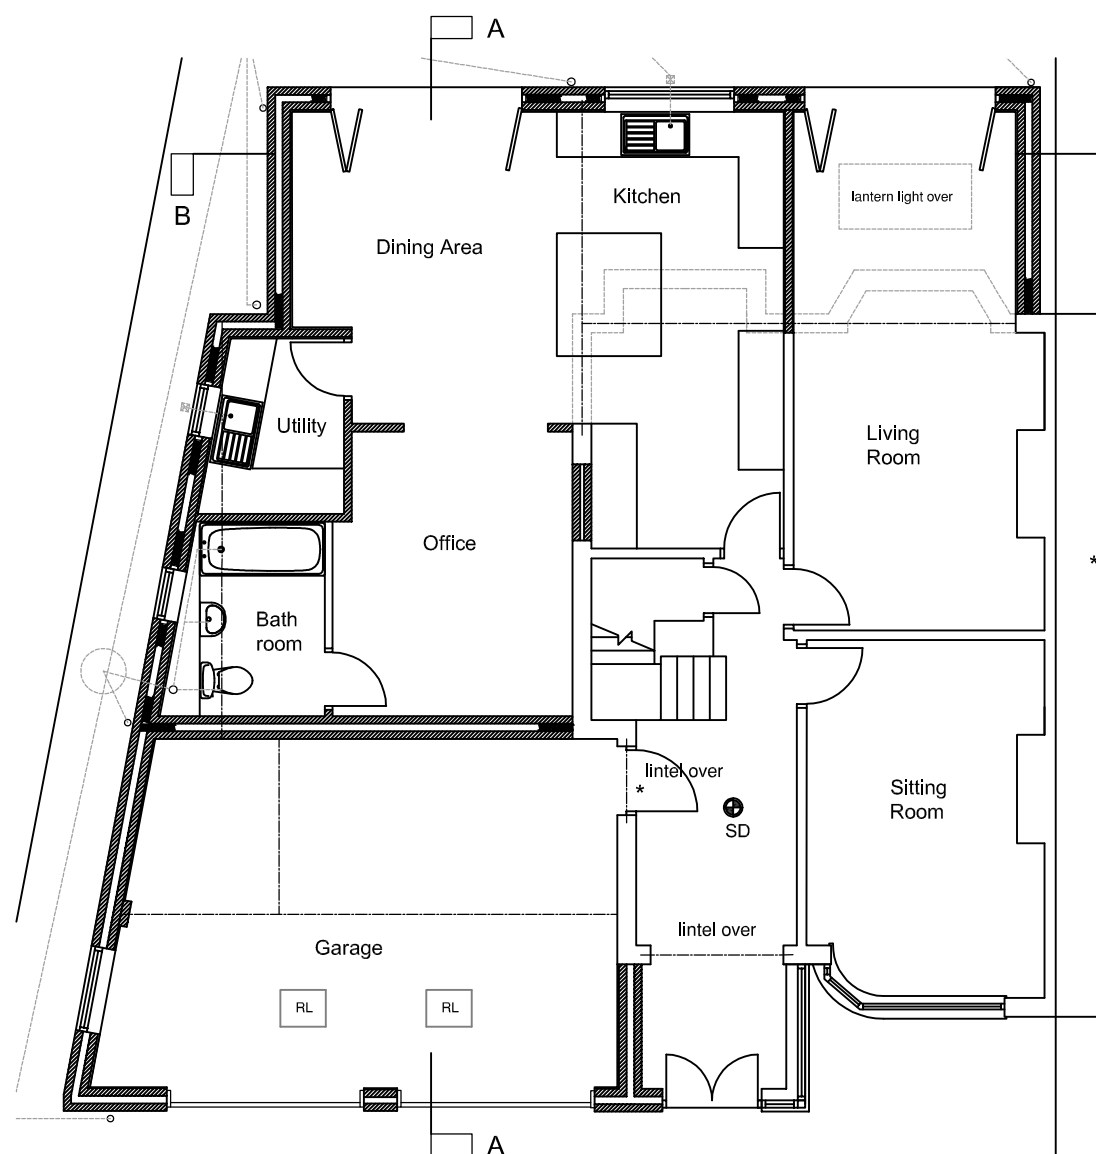 A
lantern light over
Kitchen
B
Dining Area
Utility
Living
Room
Office
*
Bath
room
lintel over
*
Sitting
Room
SD
lintel over
Garage
RL
RL
A